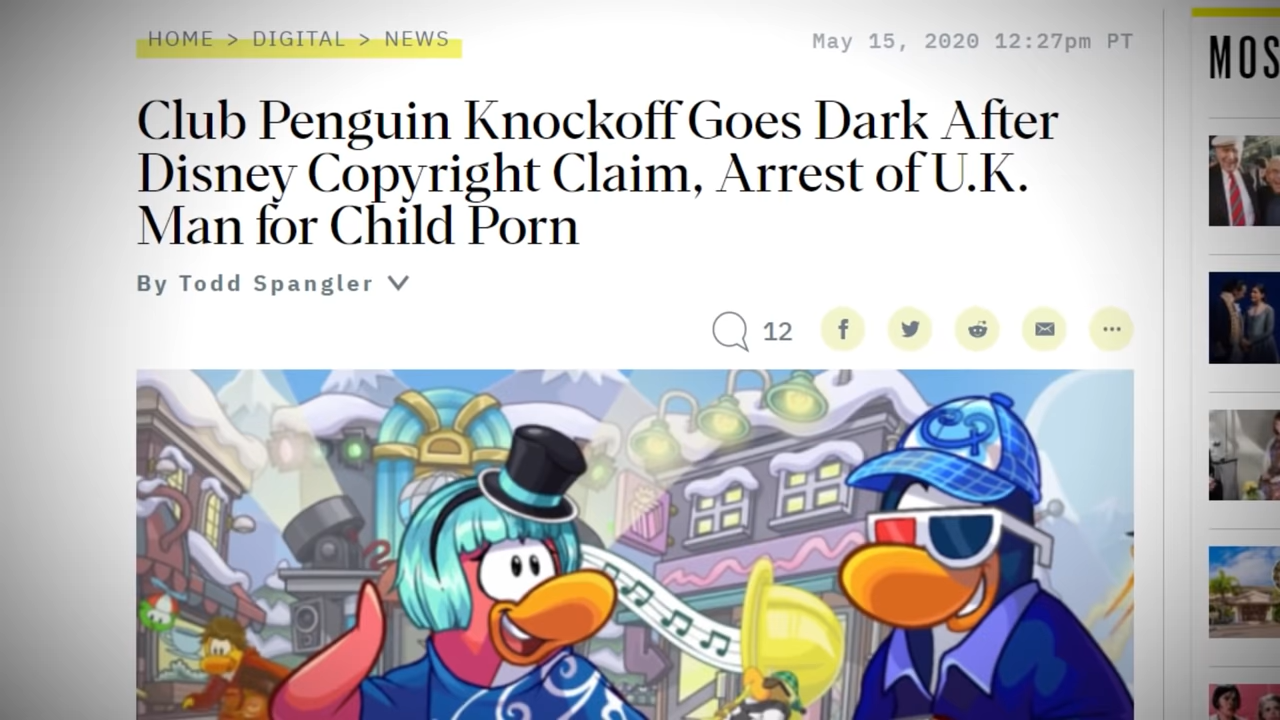 HOME > DIGITAL > NEWS
May 15, 2020 12:27pm PT
MOS
Club Penguin Knockoff Goes Dark After
Disney Copyright Claim, Arrest of U.K.
Man for Child Porn
By Todd Spangler
12